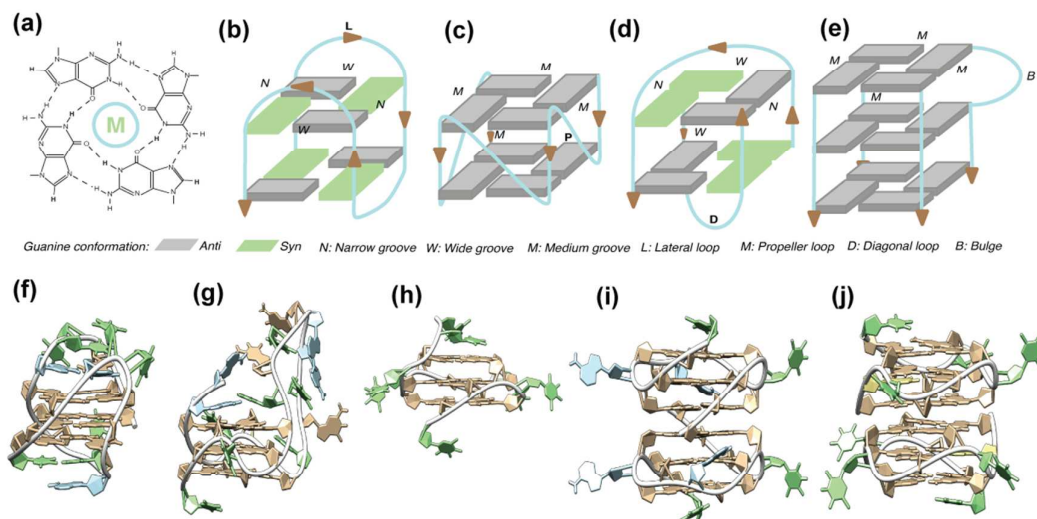 (a)
H
N
H
N
N
H
N
N
N
H
O
N
N
H
H
N
H
O
N
N
N
M
N
H
O
N
N
H
N
H
H
H
N
N
O
N
H
H
N
N
N
H
N
H
(b)
L
W
N
N
W
(c)
M
M
M
M
P
(d)
W
N
N
W
D
(e)
M
M
M
M
B
Guanine conformation: Anti Syn N: Narrow groove W: Wide groove M: Medium groove L: Lateral loop M: Propeller loop D: Diagonal loop B: Bulge
(f)
(g)
(h)
(i)
(j)